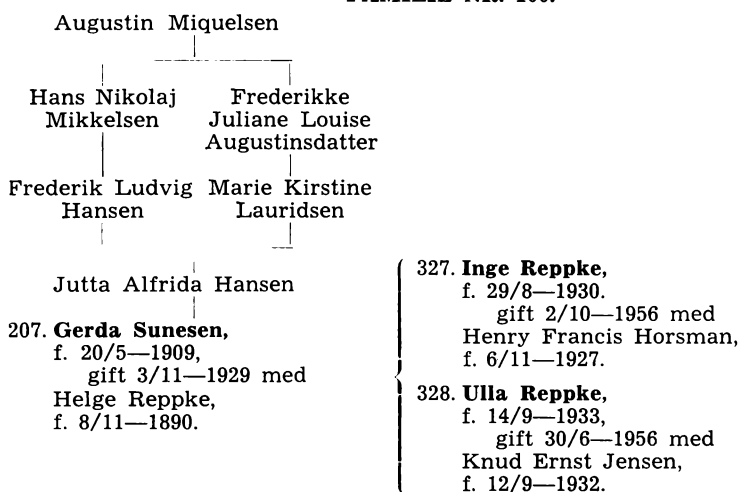 Augustin Miquelsen
Hans Nikolaj Frederikke
Mikkelsen Juliane Louise
Augustinsdatter
Frederik Ludvig Marie Kirstine
Hansen Lauridsen
Jutta Alfrida Hansen
207. Gerda Sunesen,
f. 20/5—1909,
gift 3/11—1929 med
Helge Reppke,
f. 8/11—1890.
327. Inge Reppke,
f. 29/8—1930.
gift 2/10—1956 med
Henry Francis Horsman,
f. 6/11—1927.
328. Ulla Reppke,
f. 14/9—1933,
gift 30/6—1956 med
Knud Ernst Jensen,
f. 12/9—1932.